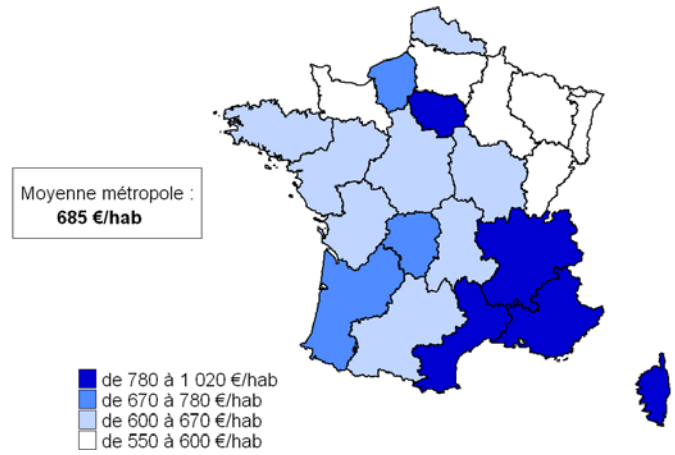 Moyenne métropole :
685 €/hab
de 780 à 1 020 €/hab
de 670 à 780 €/hab
de 600 à 670 €/hab
de 550 à 600 €/hab